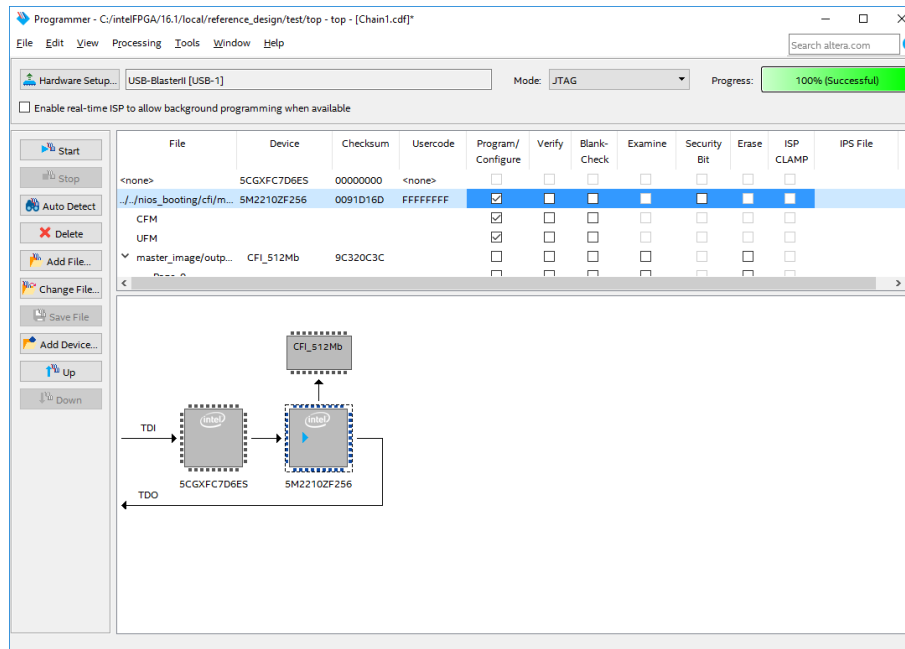 Programmer - C:/intelFPGA/16.1/local/reference_design/test/top - top - [Chain1.cdf]*
File Edit View Processing Tools Window Help
Search altera.com
Hardware Setup... USB-BlasterII [USB-1] Mode: JTAG Progress: 100% (Successful)
Enable real-time ISP to allow background programming when available
Start
Stop
Auto Detect
Delete
Add File...
Change File...
Save File
Add Device...
Up
Down
File Device Checksum Usercode Program/ Configure Verify Blank- Check Examine Security Bit Erase ISP CLAMP IPS File
<none> 5CGXFC7D6ES 00000000 <none>
../../nios_booting/cfi/m... 5M2210ZF256 0091D16D FFFFFFFF
CFM
UFM
master_image/outp... CFI_512Mb 9C320C3C
CFI_512Mb
TDI
intel
intel
5CGXFC7D6ES
5M2210ZF256
TDO